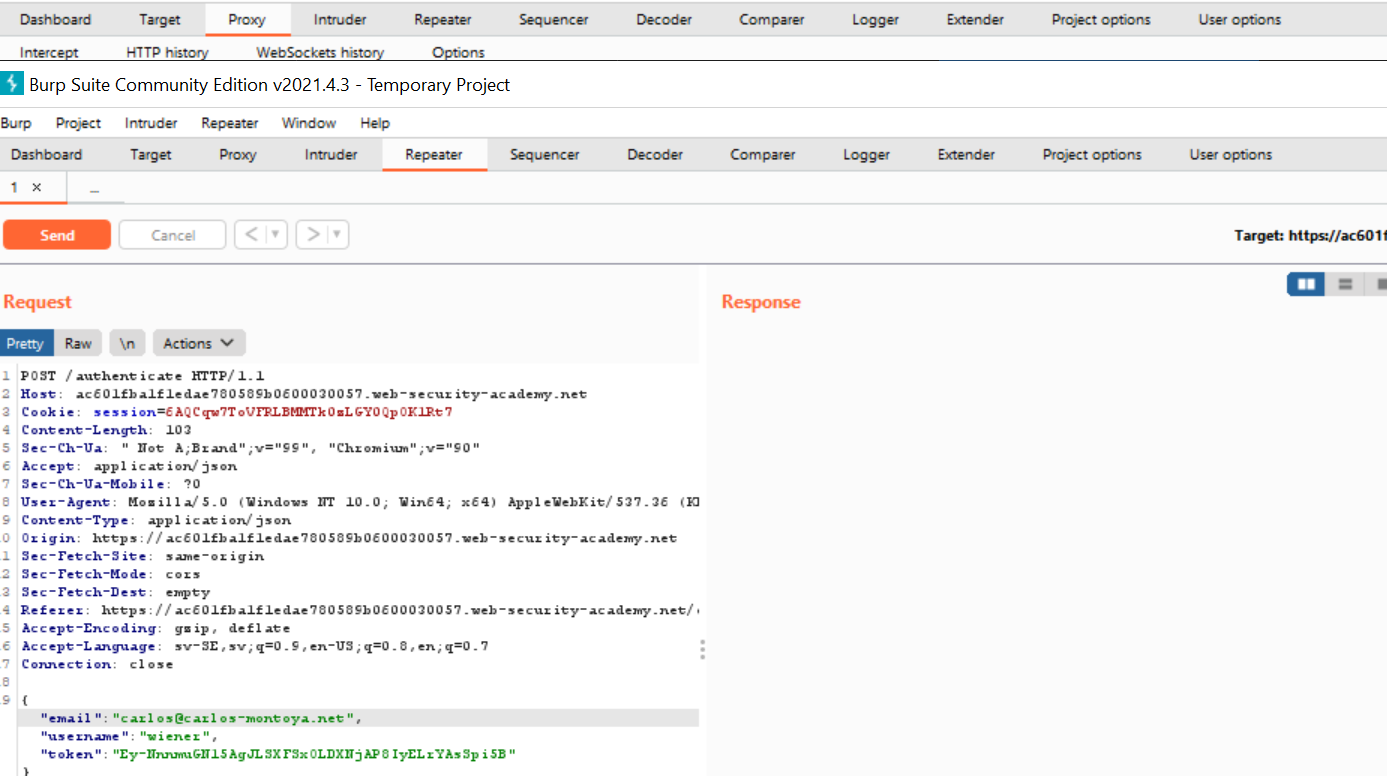 Dashboard Target Proxy Intruder Repeater Sequencer Decoder Comparer Logger Extender Project options User options
Intercept HTTP history WebSockets history Options
Burp Suite Community Edition v2021.4.3 - Temporary Project
Burp Project Intruder Repeater Window Help
Dashboard Target Proxy Intruder Repeater Sequencer Decoder Comparer Logger Extender Project options User options
1 × ...
Send Cancel < > Target: https://ac601f
Request Response
Pretty Raw \n Actions
1 POST /authenticate HTTP/1.1
2 Host: ac601fba1f1edae780589b0600030057.web-security-academy.net
3 Cookie: session=6AQCqw7ToVFRLBMMTk0sLGY0Qp0K1Rt7
4 Content-Length: 103
5 Sec-Ch-Ua: " Not A;Brand";v="99", "Chromium";v="90"
6 Accept: application/json
7 Sec-Ch-Ua-Mobile: ?0
8 User-Agent: Mozilla/5.0 (Windows NT 10.0; Win64; x64) AppleWebKit/537.36
9 Content-Type: application/json
0 Origin: https://ac601fba1f1edae780589b0600030057.web-security-academy.net
1 Sec-Fetch-Site: same-origin
2 Sec-Fetch-Mode: cors
3 Sec-Fetch-Dest: empty
4 Referer: https://ac601fba1f1edae780589b0600030057.web-security-academy.net/
5 Accept-Encoding: gzip, deflate
6 Accept-Language: sv-SE,sv;q=0.9,en-US;q=0.8,en;q=0.7
7 Connection: close
8
9 {
"email":"carlos@carlos-montoya.net",
"username":"wiener",
"token":"Ey-NnnmuGNl5AgJLSXFSx0LDXNjAP8IyELrYAsSpi5B"
}